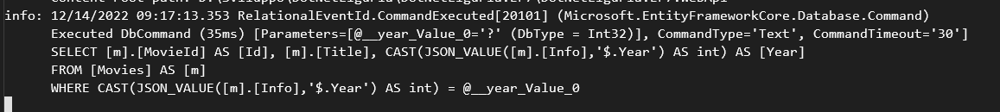 info: 12/14/2022 09:17:13.353 RelationalEventId.CommandExecuted[20101] (Microsoft.EntityFrameworkCore.Database.Command)
Executed DbCommand (35ms) [Parameters=[@__year_Value_0='?' (DbType = Int32)], CommandType='Text', CommandTimeout='30']
SELECT [m].[MovieId] AS [Id], [m].[Title], CAST(JSON_VALUE([m].[Info],'$.Year') AS int) AS [Year]
FROM [Movies] AS [m]
WHERE CAST(JSON_VALUE([m].[Info],'$.Year') AS int) = @__year_Value_0